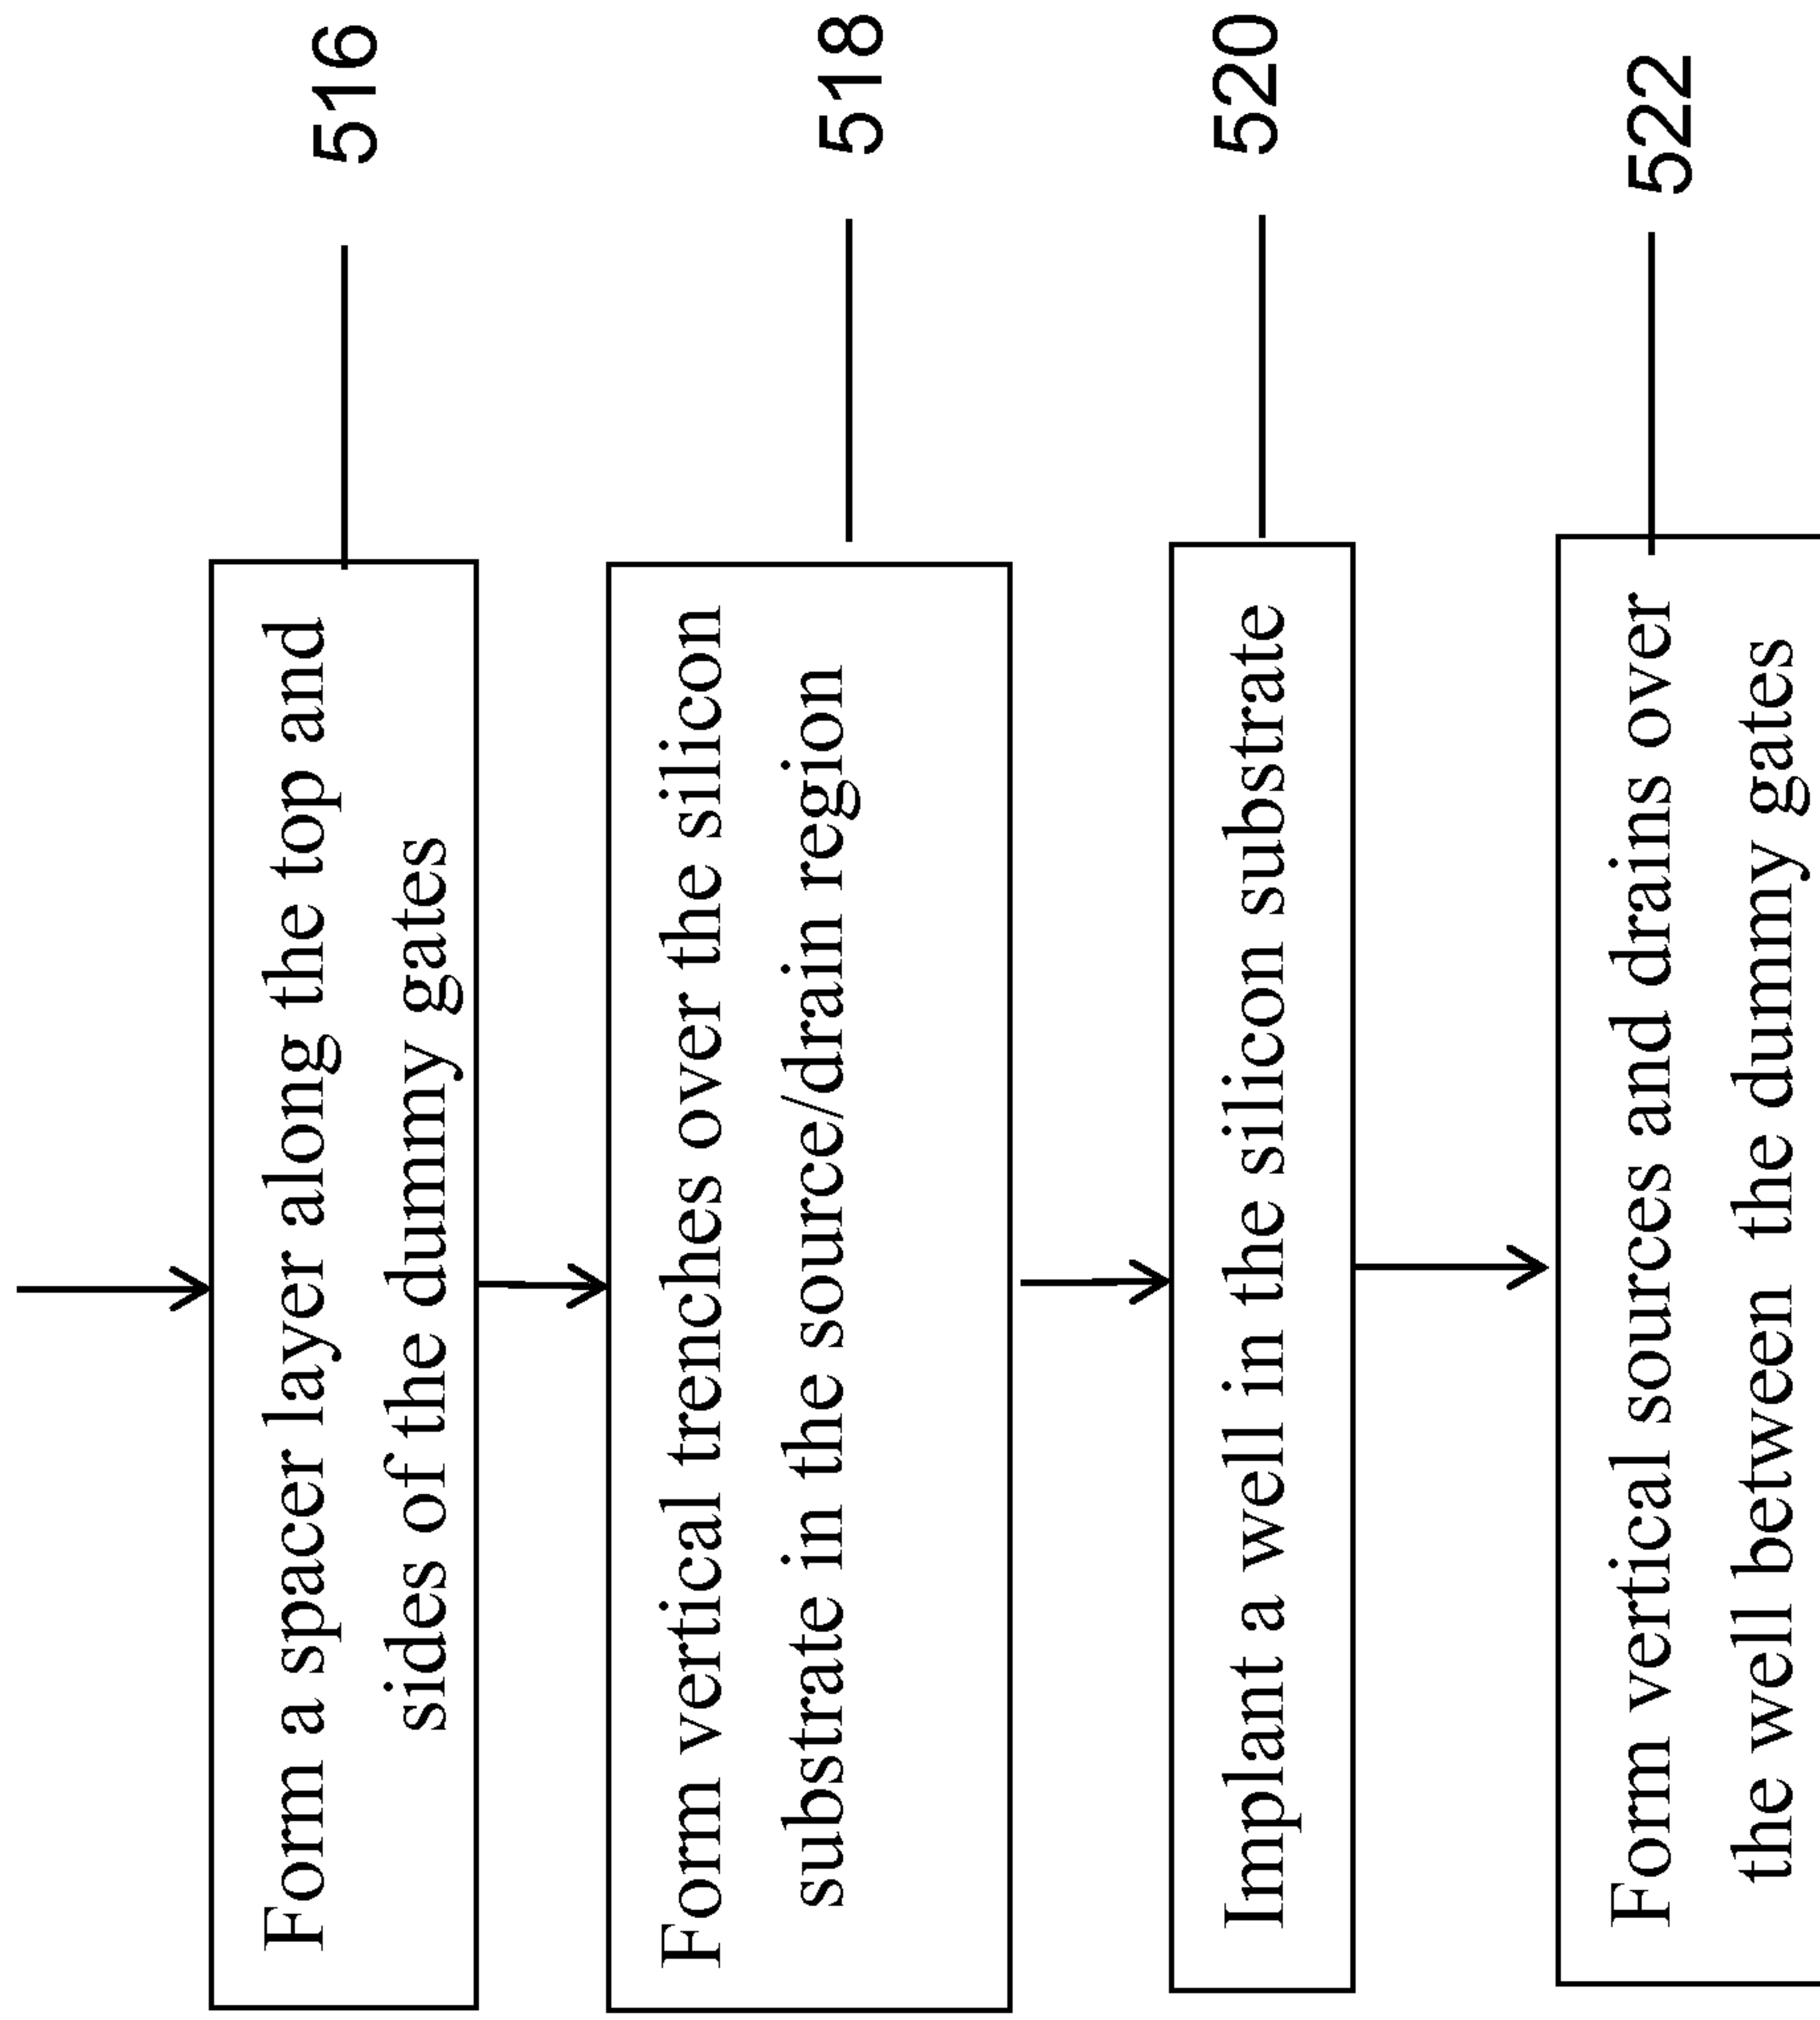 Form a spacer layer along the top and
sides of the dummy gates
516
Form vertical trenches over the silicon
substrate in the source/drain region
518
Implant a well in the silicon substrate
520
Form vertical sources and drains over
the well between the dummy gates
522